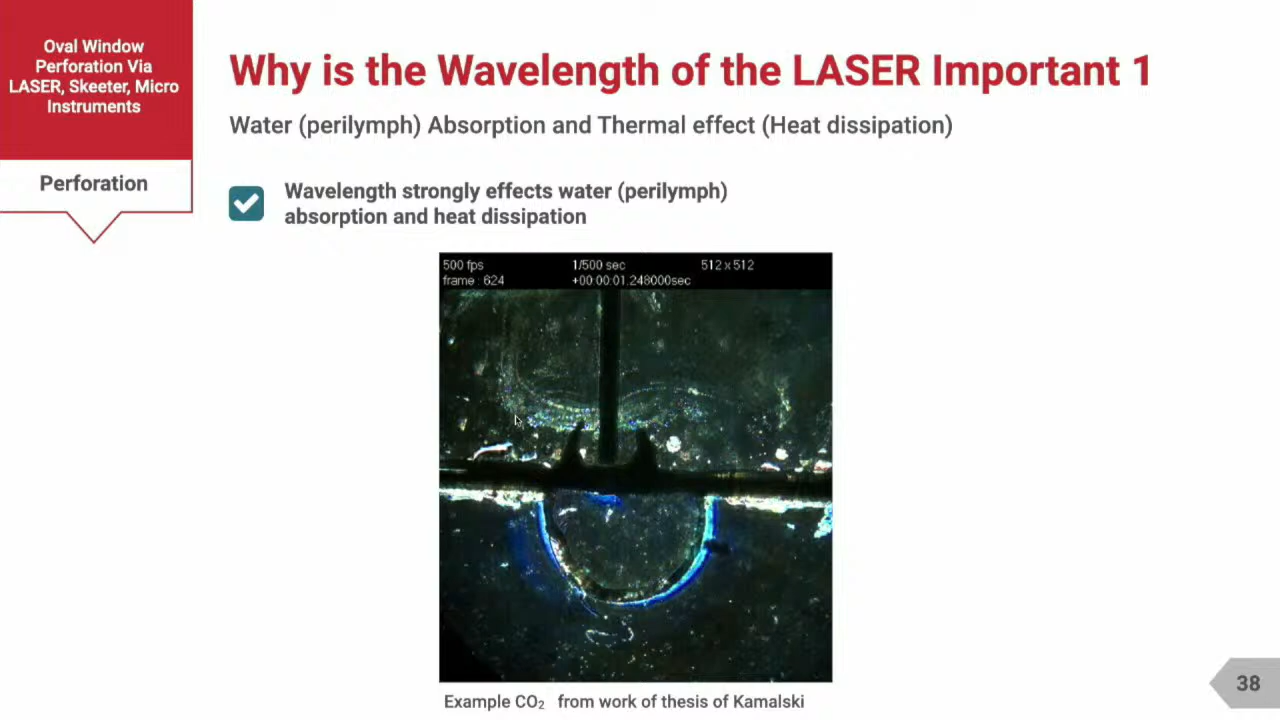 Oval Window
Perforation Via
LASER, Skeeter, Micro
Instruments
Perforation
Why is the Wavelength of the LASER Important 1
Water (perilymph) Absorption and Thermal effect (Heat dissipation)
Wavelength strongly effects water (perilymph)
absorption and heat dissipation
500 fps 1/500 sec 512 x 512
frame : 624 +00:00:01.248000sec
Example CO₂ from work of thesis of Kamalski
38